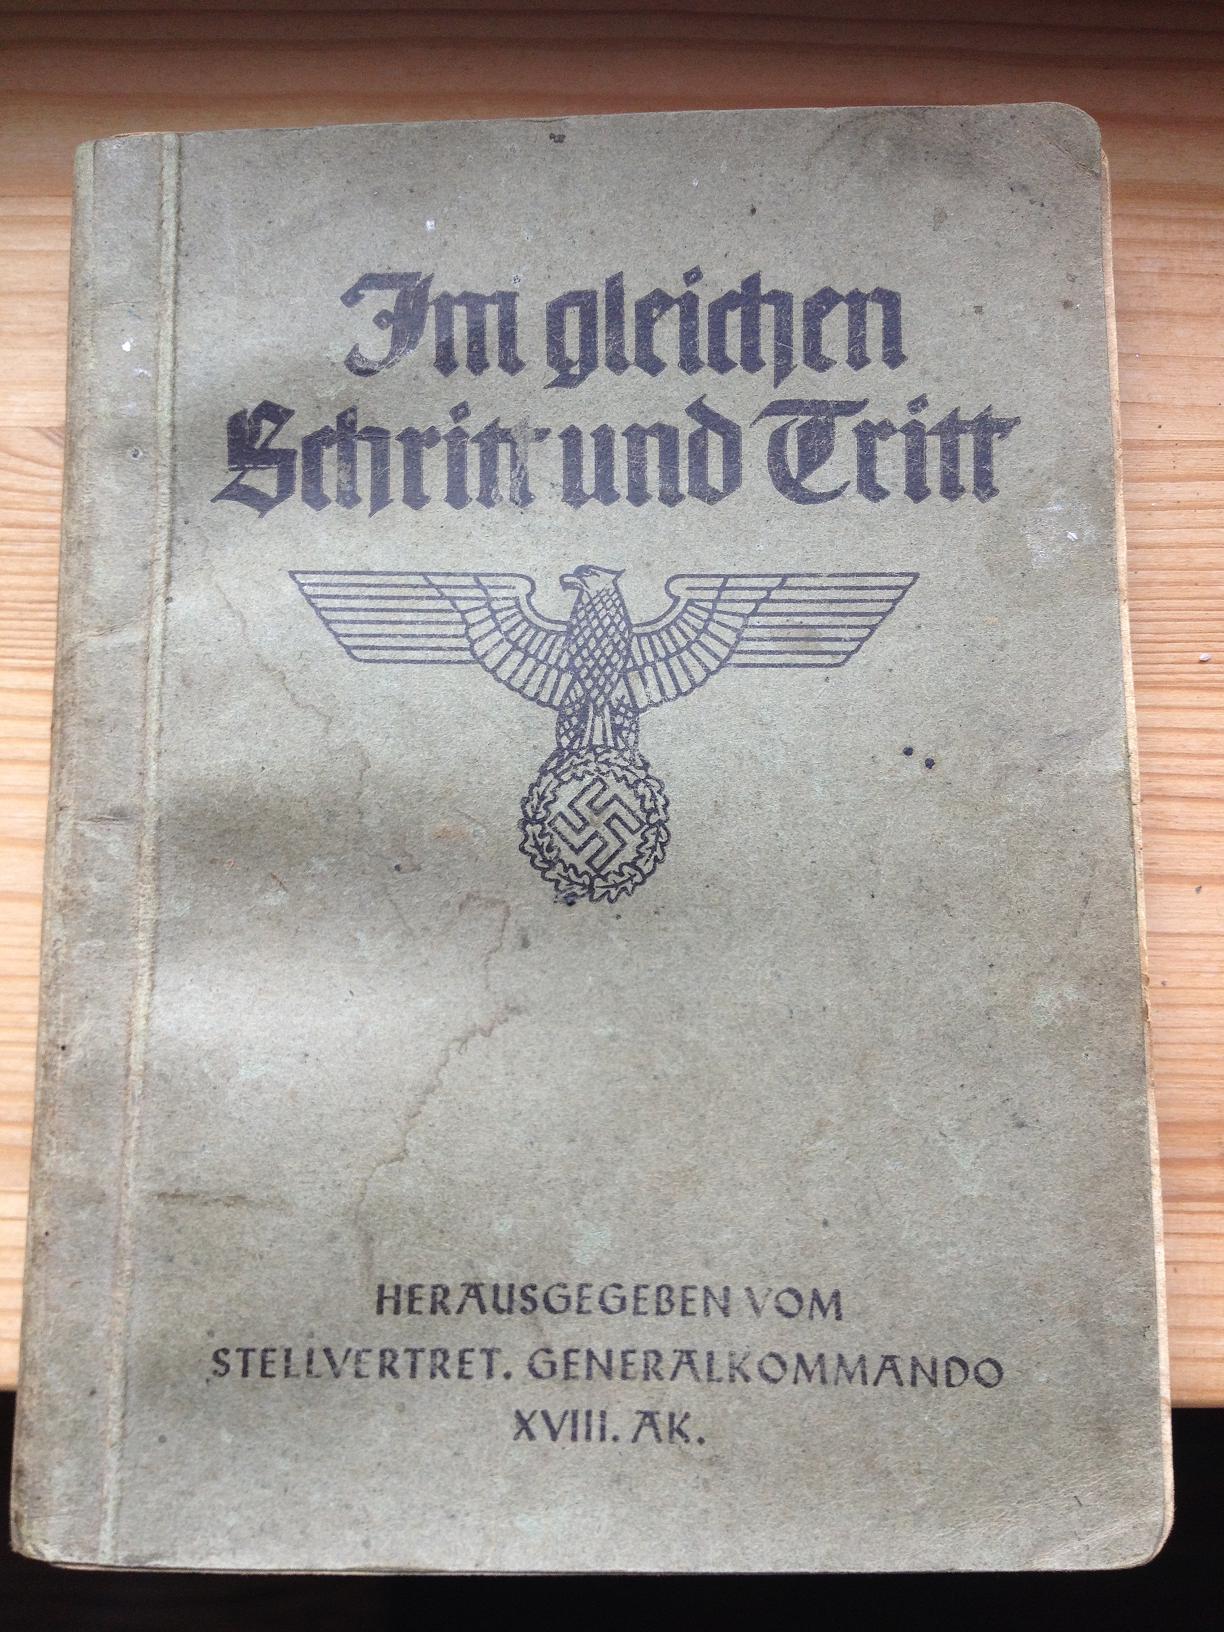 Im gleichen
Schritt und Tritt
HERAUSGEGEBEN VOM
STELLVERTRET. GENERALKOMMANDO
XVIII. AK.